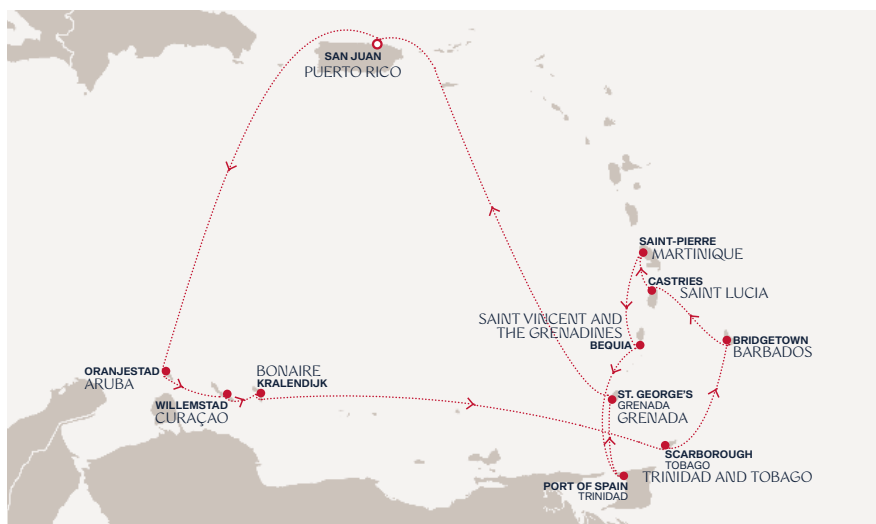 SAN JUAN
PUERTO RICO
SAINT-PIERRE
MARTINIQUE
CASTRIES
SAINT LUCIA
SAINT VINCENT AND
THE GRENADINES
BEQUIA
BRIDGETOWN
BARBADOS
ORANJESTAD
ARUBA
BONAIRE
KRALENDIJK
WILLEMSTAD
CURAÇAO
ST. GEORGE'S
GRENADA
GRENADA
SCARBOROUGH
TOBAGO
TRINIDAD AND TOBAGO
PORT OF SPAIN
TRINIDAD